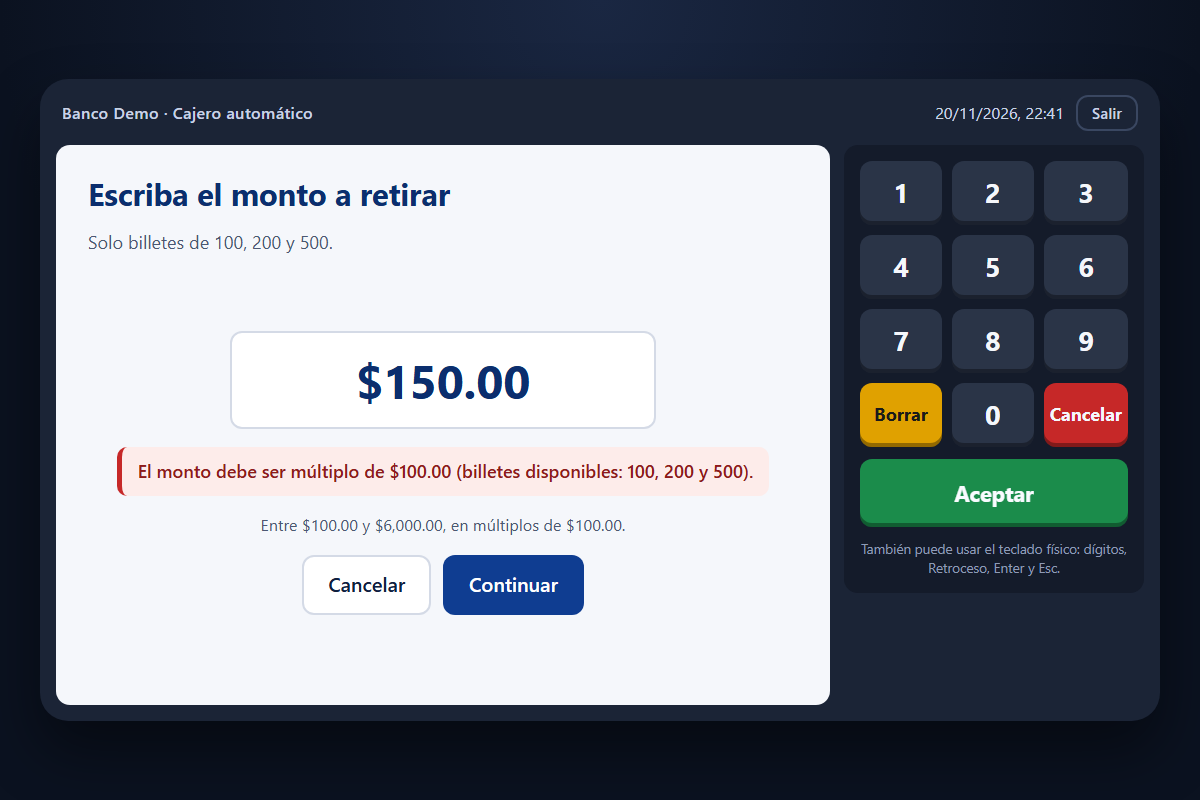 Banco Demo · Cajero automático
20/11/2026, 22:41
Salir
Escriba el monto a retirar
Solo billetes de 100, 200 y 500.
$150.00
El monto debe ser múltiplo de $100.00 (billetes disponibles: 100, 200 y 500).
Entre $100.00 y $6,000.00, en múltiplos de $100.00.
Cancelar
Continuar
1
2
3
4
5
6
7
8
9
Borrar
0
Cancelar
Aceptar
También puede usar el teclado físico: dígitos,
Retroceso, Enter y Esc.